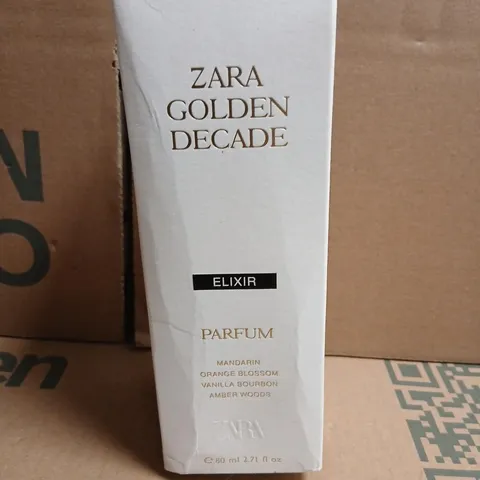 ZARA
GOLDEN
DECADE
ELIXIR
PARFUM
MANDARIN
ORANGE BLOSSOM
VANILLA BOURBON
AMBER WOODS
ZARA
℮ 80 ml 2.71 fl oz
N
O
en